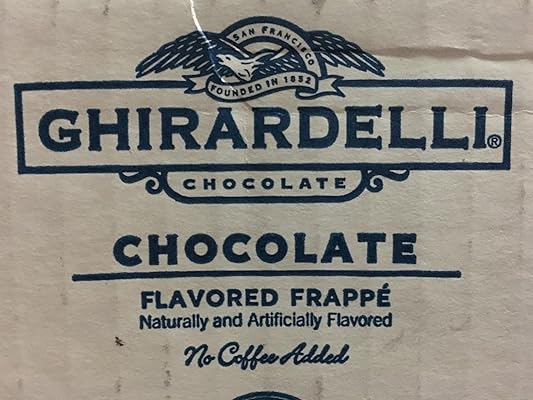 SAN FRANCISCO
FOUNDED IN 1852
GHIRARDELLI®
CHOCOLATE
CHOCOLATE
FLAVORED FRAPPÉ
Naturally and Artificially Flavored
No Coffee Added